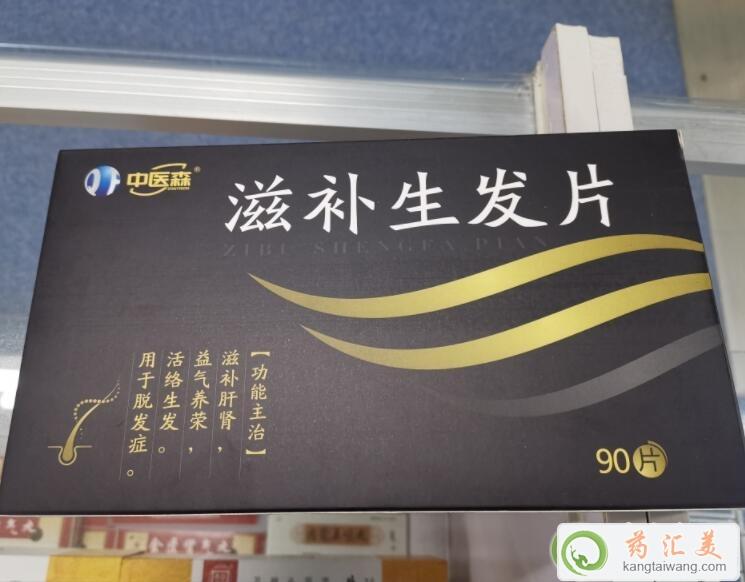 中医森®
滋补生发片
ZIBU SHENGFA PIAN
【功能主治】
滋补肝肾，
益气养荣，
活络生发。
用于脱发症。
90片
药汇美
kangtaiwang.com